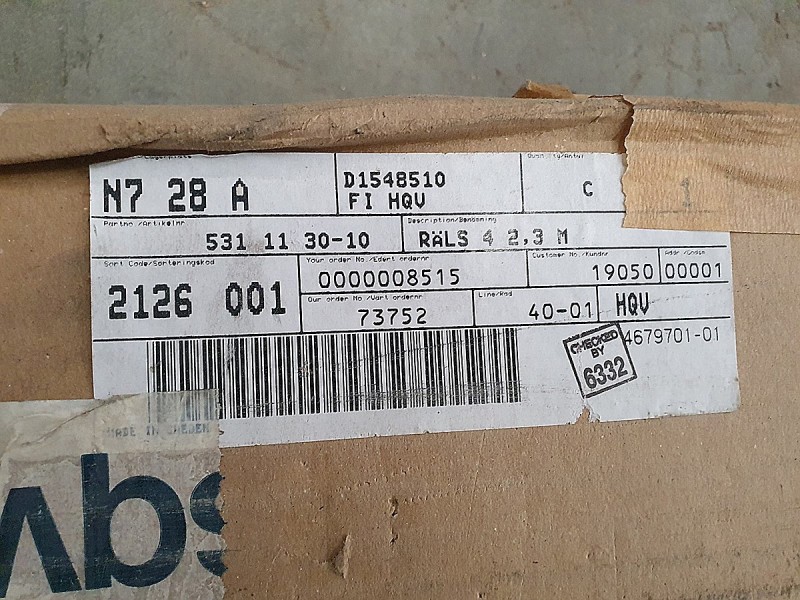 N7 28 A
D1548510
FI HQV
C
1
Partno /Artikelnr
531 11 30-10
Description/Benämning
RÄLS 4 2,3 M
Sort Code/Sorteringskod
2126 001
Your order No/Edert ordernr
0000008515
Customer No./Kundnr
19050
00001
Our order No/Vårt ordernr
73752
Line/Rad
40-01
HQV
CHECKED
BY
6332
4679701-01
MADE IN SWEDEN